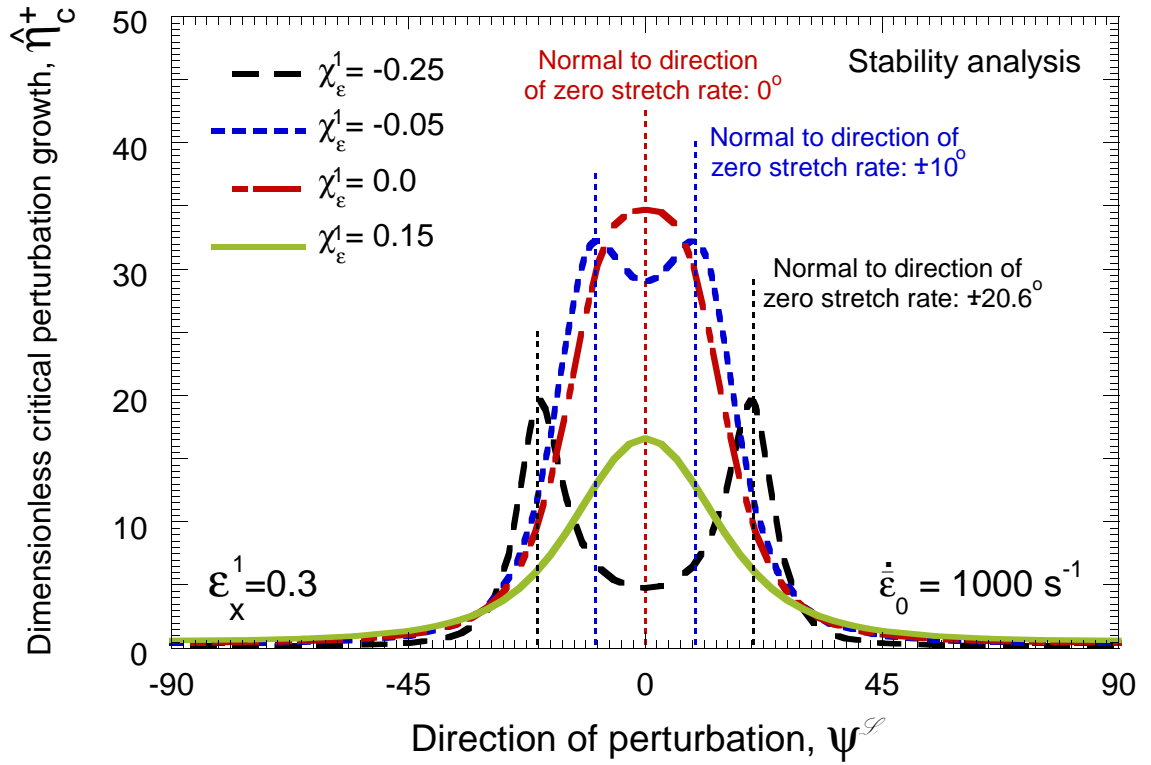 Dimensionless critical perturbation growth, η̂c+
50
40
30
20
10
0
χε1= -0.25
χε1= -0.05
χε1= 0.0
χε1= 0.15
Normal to direction
of zero stretch rate: 0°
Stability analysis
Normal to direction of
zero stretch rate: ±10°
Normal to direction of
zero stretch rate: ±20.6°
εx1=0.3
ε̄̇0 = 1000 s-1
-90
-45
0
45
90
Direction of perturbation, ψℒ